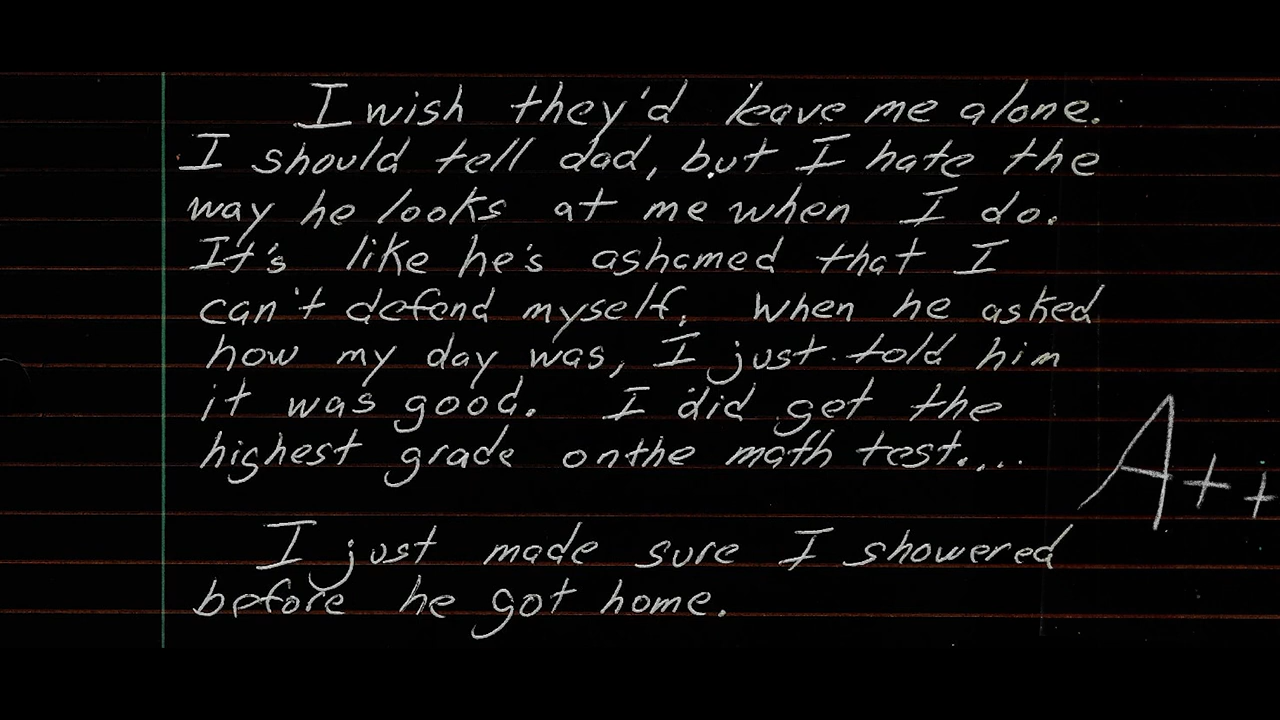 I wish they'd leave me alone.
I should tell dad, but I hate the
way he looks at me when I do.
It's like he's ashamed that I
can't defend myself. When he asked
how my day was, I just told him
it was good. I did get the
highest grade onthe math test....
A++
I just made sure I showered
before he got home.